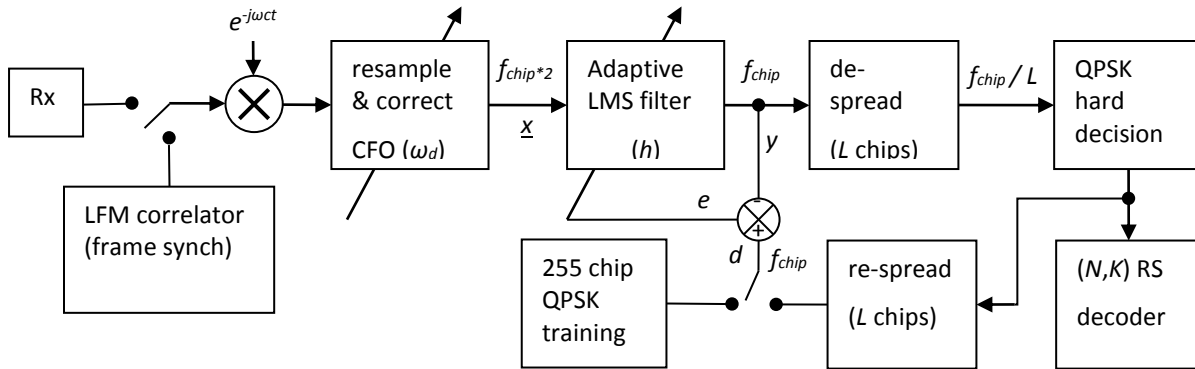 e^-jωct
Rx
resample
& correct
CFO (ω_d)
f_chip*2
x
Adaptive
LMS filter
(h)
f_chip
y
de-
spread
(L chips)
f_chip / L
QPSK
hard
decision
LFM correlator
(frame synch)
e
-
+
d
f_chip
255 chip
QPSK
training
re-spread
(L chips)
(N,K) RS
decoder